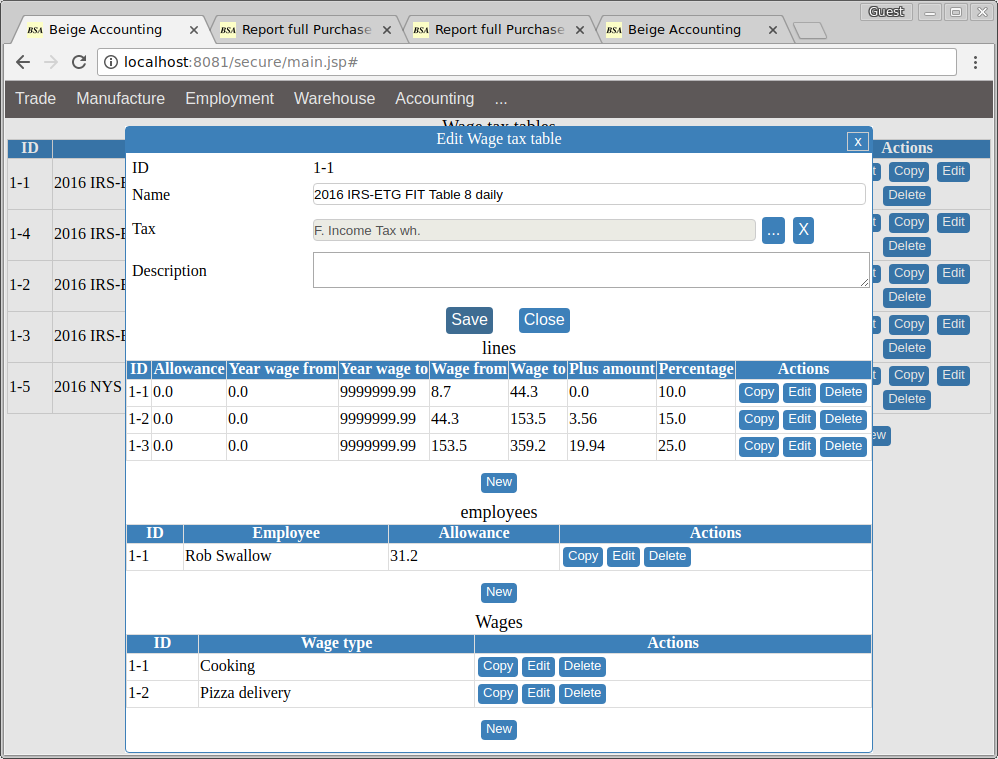 Guest
BSA Beige Accounting
BSA Report full Purchase
BSA Report full Purchase
BSA Beige Accounting
localhost:8081/secure/main.jsp#
Trade Manufacture Employment Warehouse Accounting ...
Wage tax tables
ID Actions
Edit Wage tax table x
ID 1-1
Name 2016 IRS-ETG FIT Table 8 daily
Tax F. Income Tax wh. ... X
Description
Save Close
lines
ID Allowance Year wage from Year wage to Wage from Wage to Plus amount Percentage Actions
1-1 0.0 0.0 9999999.99 8.7 44.3 0.0 10.0 Copy Edit Delete
1-2 0.0 0.0 9999999.99 44.3 153.5 3.56 15.0 Copy Edit Delete
1-3 0.0 0.0 9999999.99 153.5 359.2 19.94 25.0 Copy Edit Delete
New
employees
ID Employee Allowance Actions
1-1 Rob Swallow 31.2 Copy Edit Delete
New
Wages
ID Wage type Actions
1-1 Cooking Copy Edit Delete
1-2 Pizza delivery Copy Edit Delete
New
1-1 2016 IRS-E Copy Edit
Delete
1-4 2016 IRS-E Copy Edit
Delete
1-2 2016 IRS-E Copy Edit
Delete
1-3 2016 IRS-E Copy Edit
Delete
1-5 2016 NYS Copy Edit
Delete